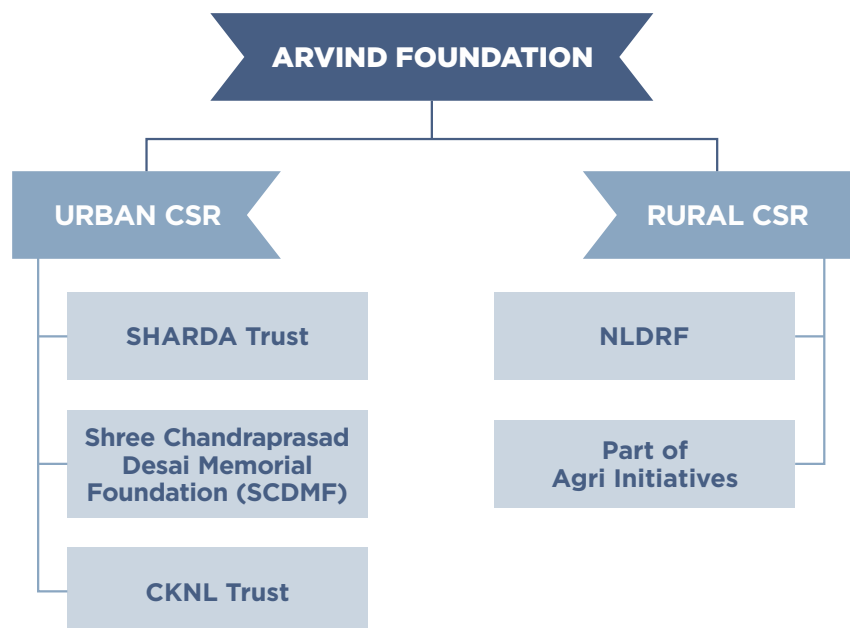 ARVIND FOUNDATION
URBAN CSR
SHARDA Trust
Shree Chandraprasad
Desai Memorial
Foundation (SCDMF)
CKNL Trust
RURAL CSR
NLDRF
Part of
Agri Initiatives